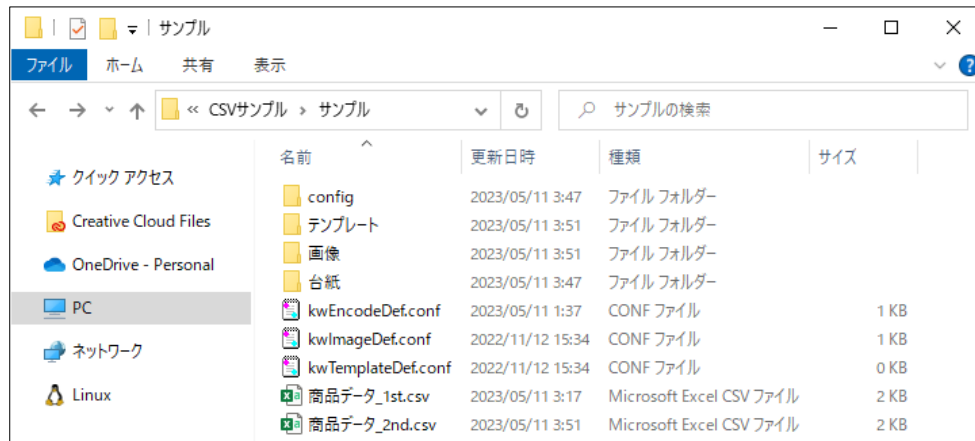 サンプル
ファイル ホーム 共有 表示
« CSVサンプル › サンプル サンプルの検索
名前 更新日時 種類 サイズ
クイック アクセス
Creative Cloud Files
OneDrive - Personal
PC
ネットワーク
Linux
config 2023/05/11 3:47 ファイル フォルダー
テンプレート 2023/05/11 3:51 ファイル フォルダー
画像 2023/05/11 3:51 ファイル フォルダー
台紙 2023/05/11 3:47 ファイル フォルダー
kwEncodeDef.conf 2023/05/11 1:37 CONF ファイル 1 KB
kwImageDef.conf 2022/11/12 15:34 CONF ファイル 1 KB
kwTemplateDef.conf 2022/11/12 15:34 CONF ファイル 0 KB
商品データ_1st.csv 2023/05/11 3:17 Microsoft Excel CSV ファイル 2 KB
商品データ_2nd.csv 2023/05/11 3:51 Microsoft Excel CSV ファイル 2 KB